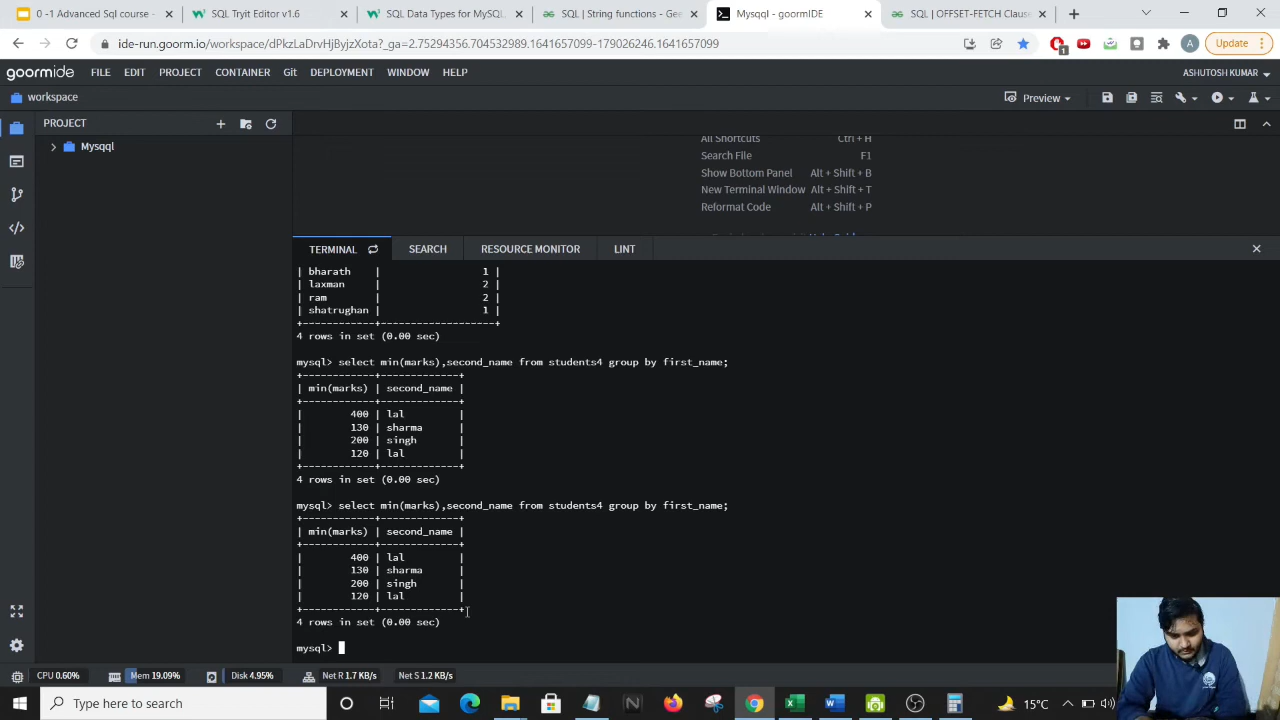 0 -1 Advanced Sql course -
SQL Tryit Editor v1.6
SQL Data Types for MySQL,
SQL | String functions - Gee
Mysqql - goormIDE
SQL | OFFSET-FETCH Clause
ide-run.goorm.io/workspace/dPkzLaDrvHjByjsYota?_ga=2.75204356.704532989.1641657099-179026246.1641657099
1
A
Update
goormide
FILE EDIT PROJECT CONTAINER Git DEPLOYMENT WINDOW HELP
ASHUTOSH KUMAR
workspace
Preview
PROJECT
Mysqql
All Shortcuts Ctrl + H
Search File F1
Show Bottom Panel Alt + Shift + B
New Terminal Window Alt + Shift + T
Reformat Code Alt + Shift + P
TERMINAL SEARCH RESOURCE MONITOR LINT
| bharath | 1 |
| laxman | 2 |
| ram | 2 |
| shatrughan | 1 |
+------------+------------------+
4 rows in set (0.00 sec)
mysql> select min(marks),second_name from students4 group by first_name;
+------------+-------------+
| min(marks) | second_name |
+------------+-------------+
| 400 | lal |
| 130 | sharma |
| 200 | singh |
| 120 | lal |
+------------+-------------+
4 rows in set (0.00 sec)
mysql> select min(marks),second_name from students4 group by first_name;
+------------+-------------+
| min(marks) | second_name |
+------------+-------------+
| 400 | lal |
| 130 | sharma |
| 200 | singh |
| 120 | lal |
+------------+-------------+
4 rows in set (0.00 sec)
mysql>
CPU 0.60% Mem 19.09% Disk 4.95% Net R 1.7 KB/s Net S 1.2 KB/s
Type here to search
15°C